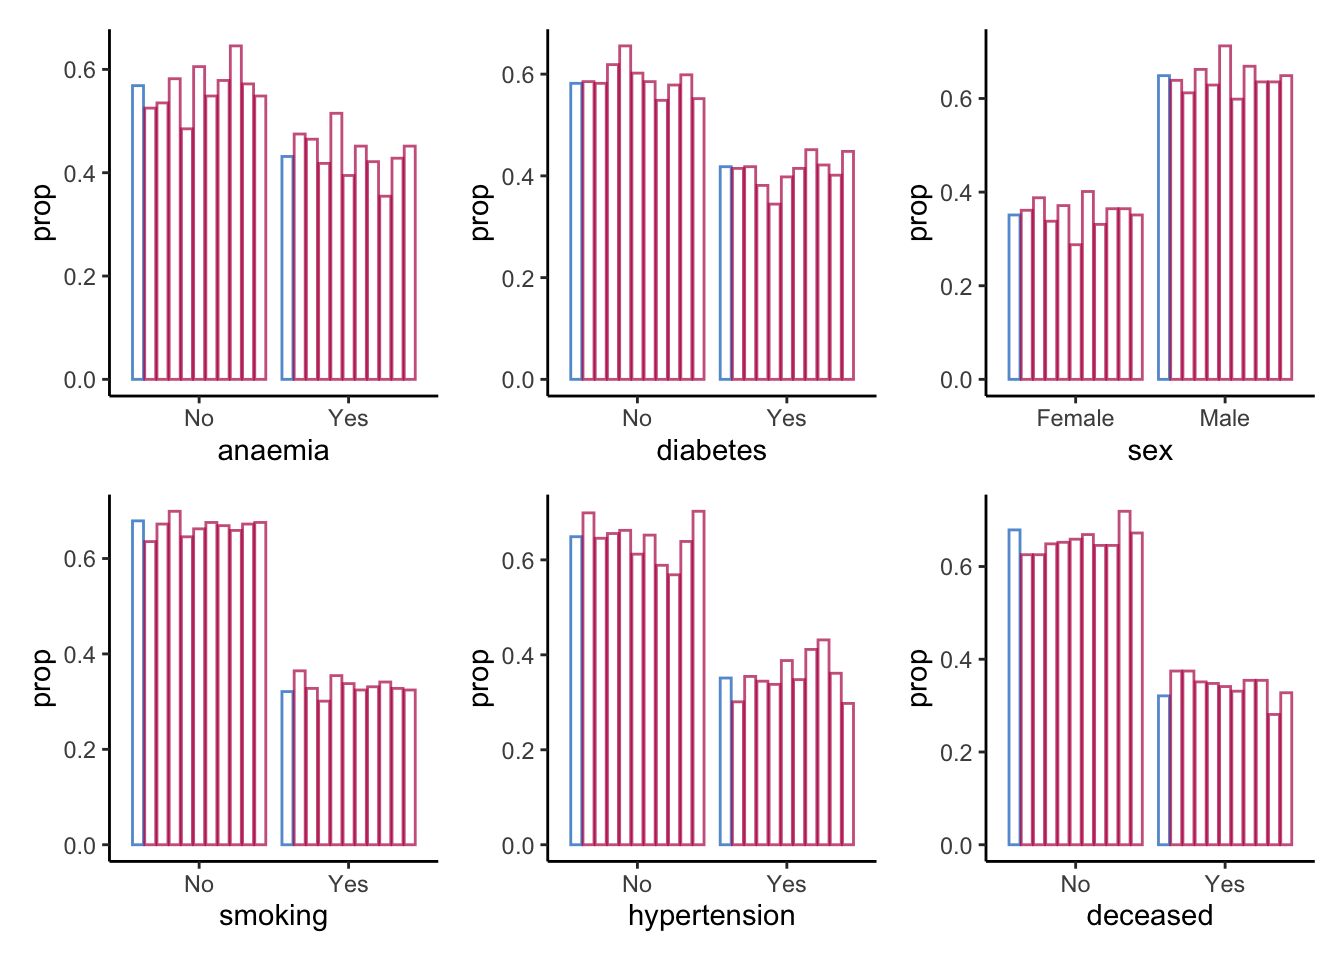 prop
0.6
0.4
0.2
0.0
No
Yes
anaemia
prop
0.6
0.4
0.2
0.0
No
Yes
diabetes
prop
0.6
0.4
0.2
0.0
Female
Male
sex
prop
0.6
0.4
0.2
0.0
No
Yes
smoking
prop
0.6
0.4
0.2
0.0
No
Yes
hypertension
prop
0.6
0.4
0.2
0.0
No
Yes
deceased